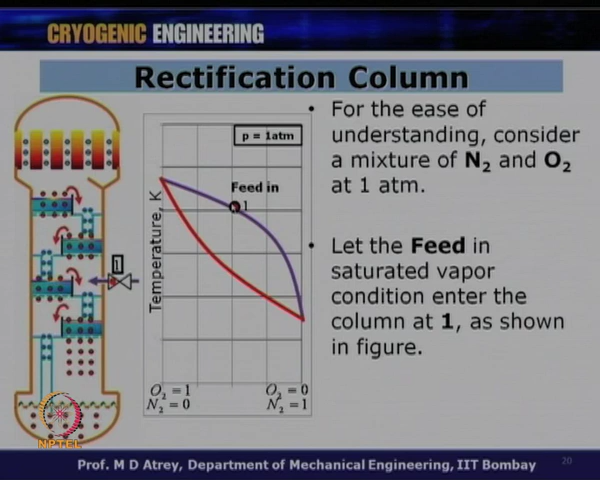 CRYOGENIC ENGINEERING
Rectification Column
p = 1atm
Feed in
1
1
Temperature, K
O2 =1
N2 =0
O2 =0
N2 =1
• For the ease of
understanding, consider
a mixture of N2 and O2
at 1 atm.
• Let the Feed in
saturated vapor
condition enter the
column at 1, as shown
in figure.
NPTEL
Prof. M D Atrey, Department of Mechanical Engineering, IIT Bombay
20